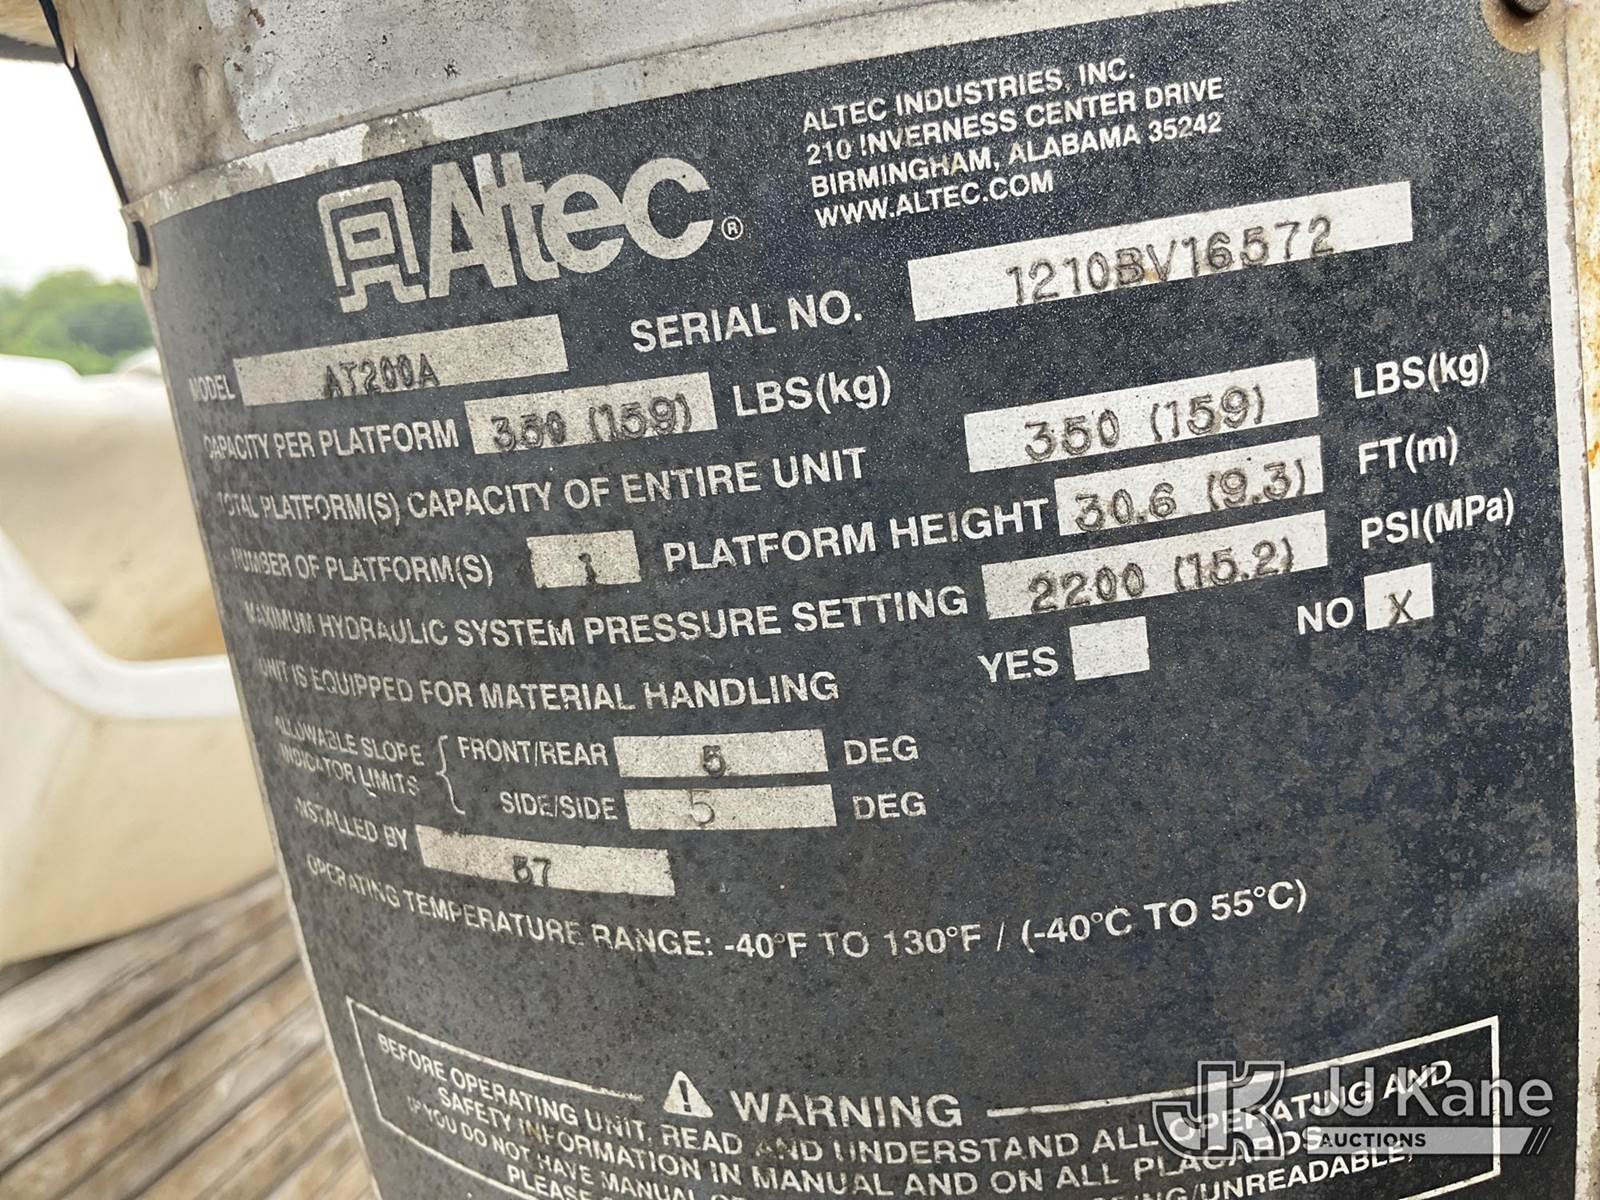 ALTEC INDUSTRIES, INC.
210 INVERNESS CENTER DRIVE
BIRMINGHAM, ALABAMA 35242
WWW.ALTEC.COM
Altec®
SERIAL NO. 1210BV16572
MODEL AT200A
CAPACITY PER PLATFORM 350 (159) LBS(kg)
TOTAL PLATFORM(S) CAPACITY OF ENTIRE UNIT 350 (159) LBS(kg)
NUMBER OF PLATFORM(S) 1 PLATFORM HEIGHT 30.6 (9.3) FT(m)
MAXIMUM HYDRAULIC SYSTEM PRESSURE SETTING 2200 (15.2) PSI(MPa)
UNIT IS EQUIPPED FOR MATERIAL HANDLING YES NO X
ALLOWABLE SLOPE INDICATOR LIMITS
FRONT/REAR 5 DEG
SIDE/SIDE 5 DEG
INSTALLED BY 57
OPERATING TEMPERATURE RANGE: -40°F TO 130°F / (-40°C TO 55°C)
WARNING
BEFORE OPERATING UNIT, READ AND UNDERSTAND ALL OPERATING AND
SAFETY INFORMATION IN MANUAL AND ON ALL PLACARDS.
IF YOU DO NOT HAVE MANUAL
MISSING/UNREADABLE,
PLEASE
JK JJ Kane
AUCTIONS